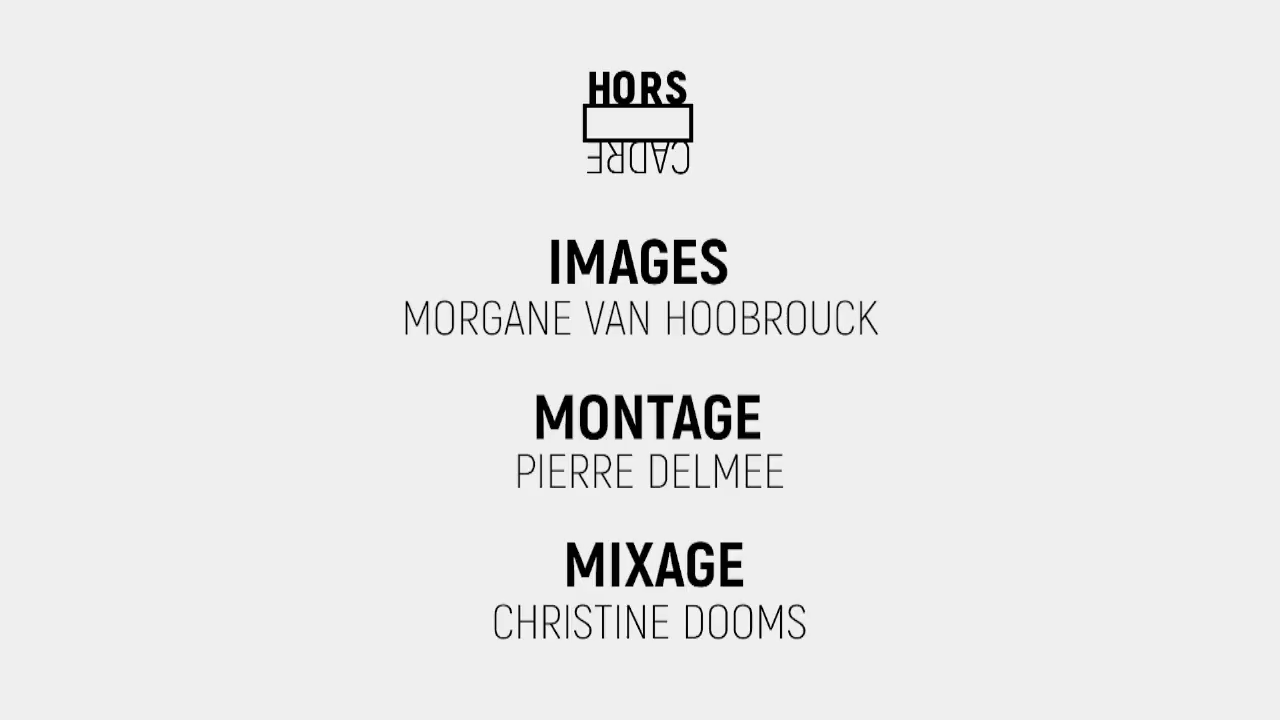 HORS
CADRE
IMAGES
MORGANE VAN HOOBROUCK
MONTAGE
PIERRE DELMEE
MIXAGE
CHRISTINE DOOMS